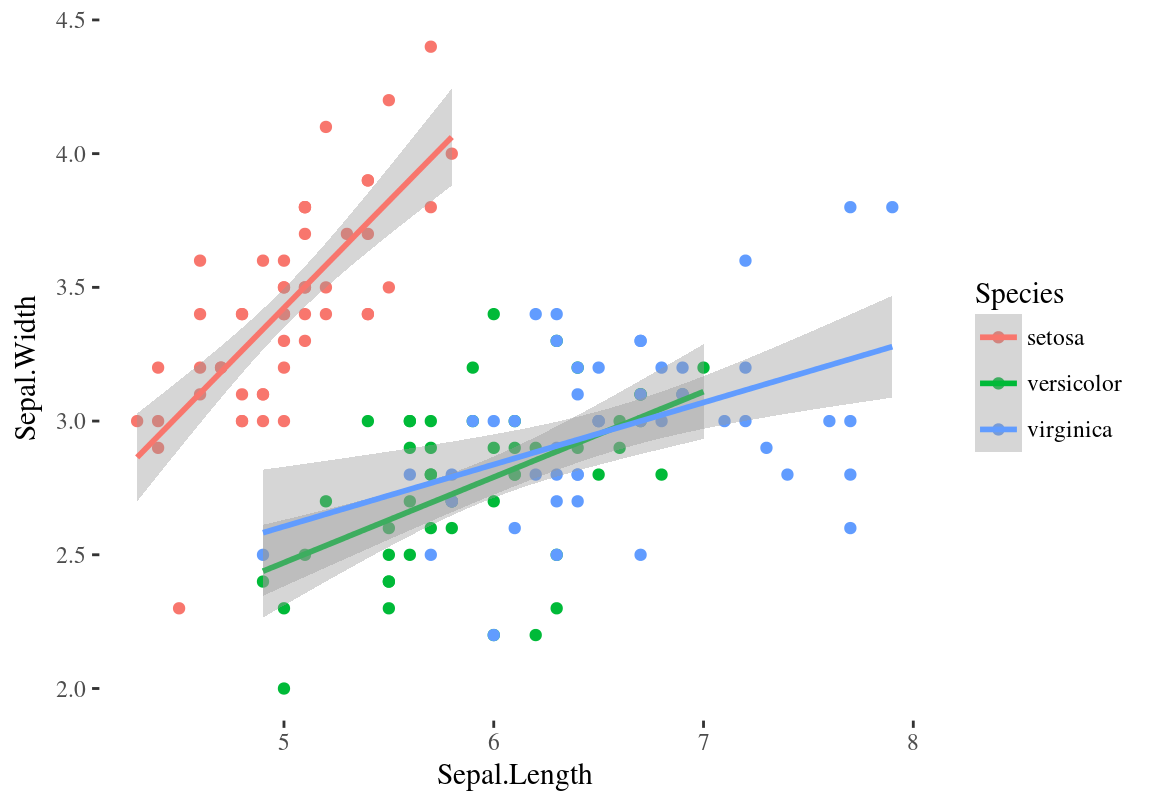 4.5
4.0
3.5
3.0
2.5
2.0
Sepal.Width
5 6 7 8
Sepal.Length
Species
setosa
versicolor
virginica